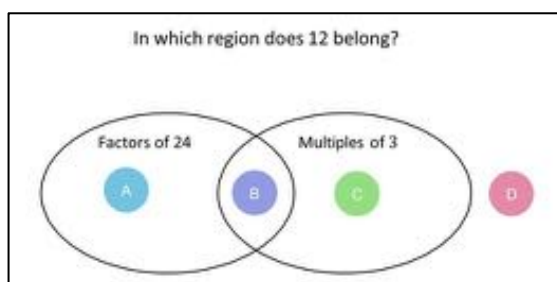 In which region does 12 belong?
Factors of 24
Multiples of 3
A
B
C
D